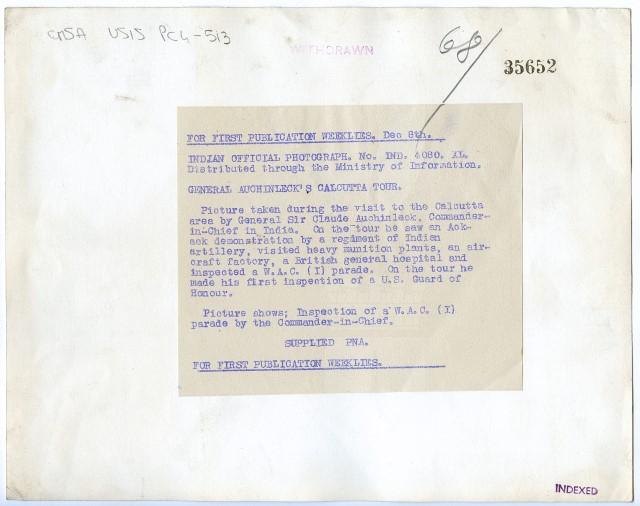 CMSA USIS PC4-513
WITHDRAWN
68
35652
FOR FIRST PUBLICATION WEEKLIES. Dec 8th.
INDIAN OFFICIAL PHOTOGRAPH. No. IND. 4080. XL.
Distributed through the Ministry of Information.
GENERAL AUCHINLECK'S CALCUTTA TOUR.
Picture taken during the visit to the Calcutta
area by General Sir Claude Auchinleck, Commander-
in-Chief in India. On the tour he saw an Ack-
ack demonstration by a regiment of Indian
artillery, visited heavy munition plants, an air-
craft factory, a British general hospital and
inspected a W.A.C. (I) parade. On the tour he
made his first inspection of a U.S. Guard of
Honour.
Picture shows; Inspection of a W.A.C. (I)
parade by the Commander-in-Chief.
SUPPLIED PNA.
FOR FIRST PUBLICATION WEEKLIES.
INDEXED